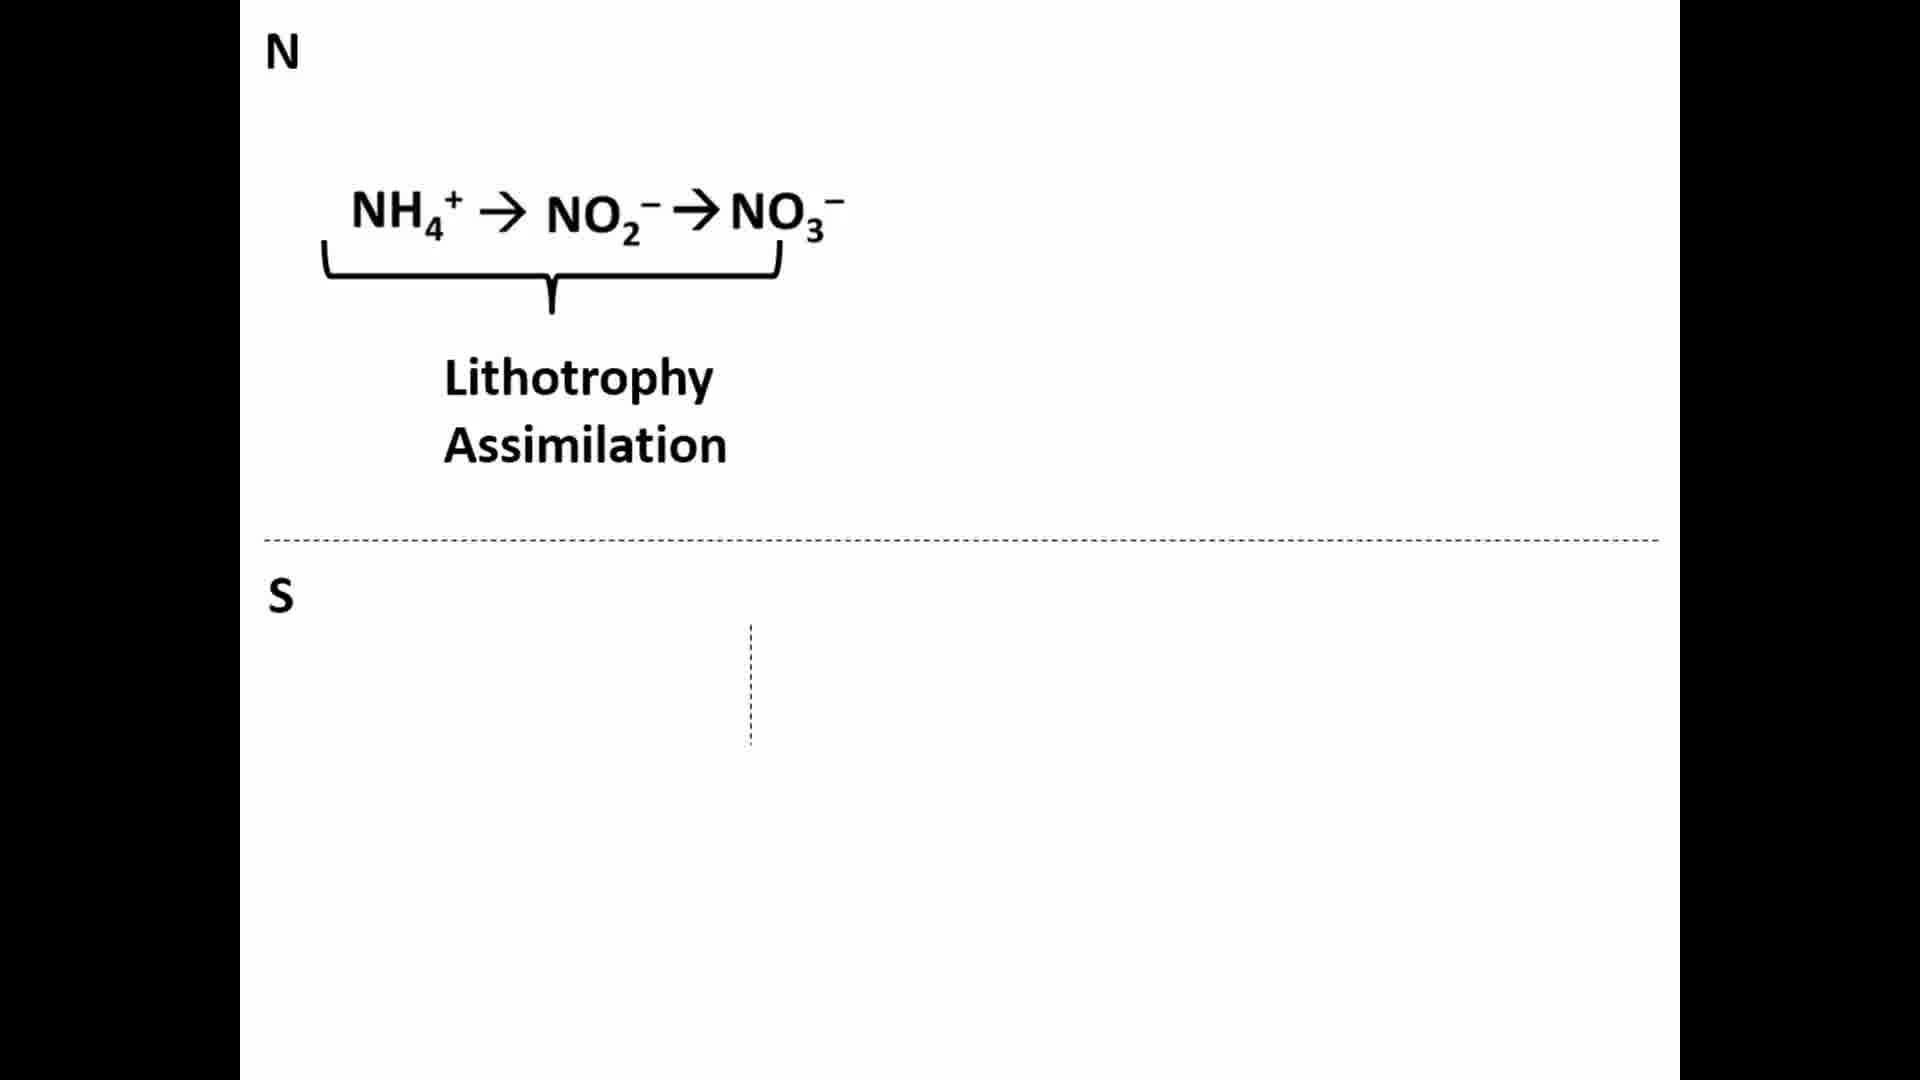 N
NH₄⁺ → NO₂⁻ → NO₃⁻
Lithotrophy
Assimilation
S